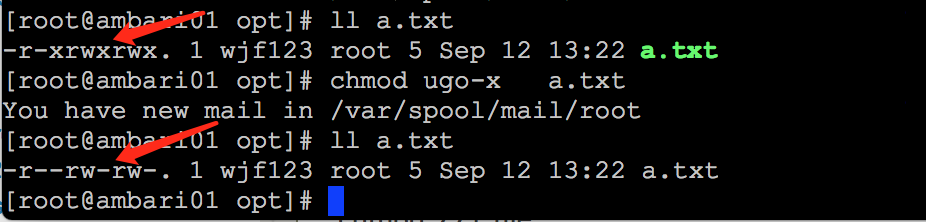 [root@ambari01 opt]# ll a.txt
-r-xrwxrwx. 1 wjf123 root 5 Sep 12 13:22 a.txt
[root@ambari01 opt]# chmod ugo-x   a.txt
You have new mail in /var/spool/mail/root
[root@ambari01 opt]# ll a.txt
-r--rw-rw-. 1 wjf123 root 5 Sep 12 13:22 a.txt
[root@ambari01 opt]#